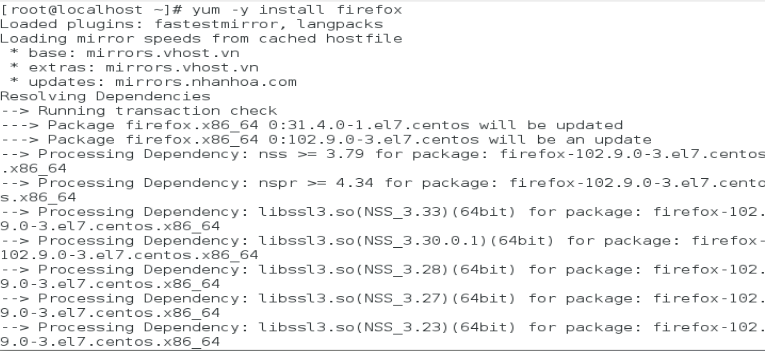 [root@localhost ~]# yum -y install firefox
Loaded plugins: fastestmirror, langpacks
Loading mirror speeds from cached hostfile
 * base: mirrors.vhost.vn
 * extras: mirrors.vhost.vn
 * updates: mirrors.nhanhoa.com
Resolving Dependencies
--> Running transaction check
---> Package firefox.x86_64 0:31.4.0-1.el7.centos will be updated
---> Package firefox.x86_64 0:102.9.0-3.el7.centos will be an update
--> Processing Dependency: nss >= 3.79 for package: firefox-102.9.0-3.el7.centos
.x86_64
--> Processing Dependency: nspr >= 4.34 for package: firefox-102.9.0-3.el7.cento
s.x86_64
--> Processing Dependency: libssl3.so(NSS_3.33)(64bit) for package: firefox-102.
9.0-3.el7.centos.x86_64
--> Processing Dependency: libssl3.so(NSS_3.30.0.1)(64bit) for package: firefox-
102.9.0-3.el7.centos.x86_64
--> Processing Dependency: libssl3.so(NSS_3.28)(64bit) for package: firefox-102.
9.0-3.el7.centos.x86_64
--> Processing Dependency: libssl3.so(NSS_3.27)(64bit) for package: firefox-102.
9.0-3.el7.centos.x86_64
--> Processing Dependency: libssl3.so(NSS_3.23)(64bit) for package: firefox-102.
9.0-3.el7.centos.x86_64